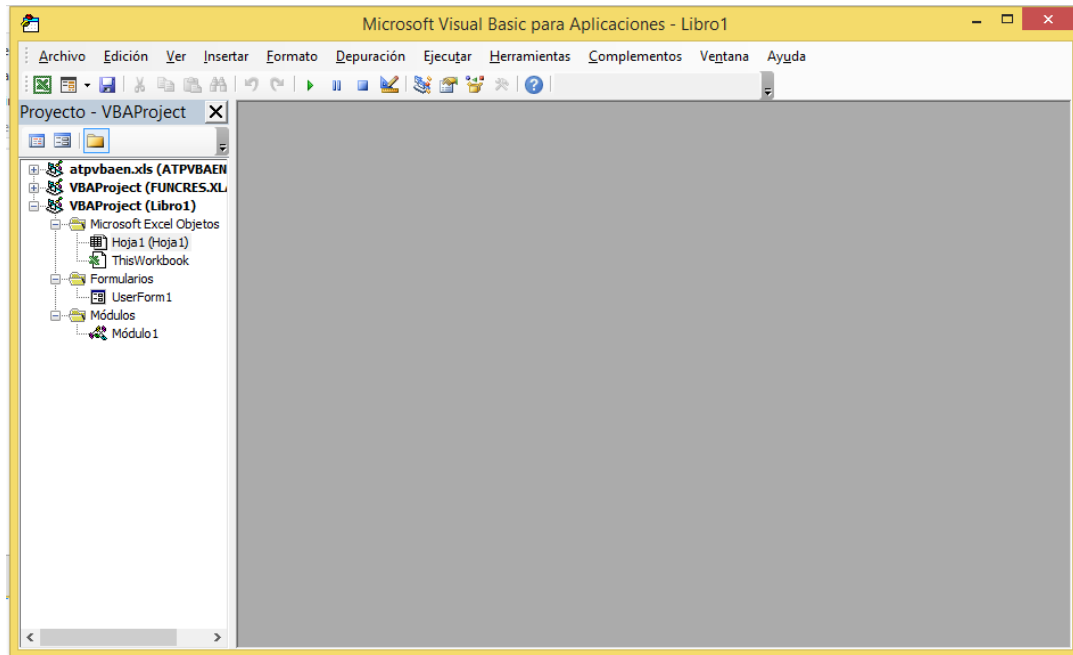 Microsoft Visual Basic para Aplicaciones - Libro1
Archivo Edición Ver Insertar Formato Depuración Ejecutar Herramientas Complementos Ventana Ayuda
Proyecto - VBAProject
atpvbaen.xls (ATPVBAEN
VBAProject (FUNCRES.XL
VBAProject (Libro1)
Microsoft Excel Objetos
Hoja1 (Hoja1)
ThisWorkbook
Formularios
UserForm1
Módulos
Módulo1